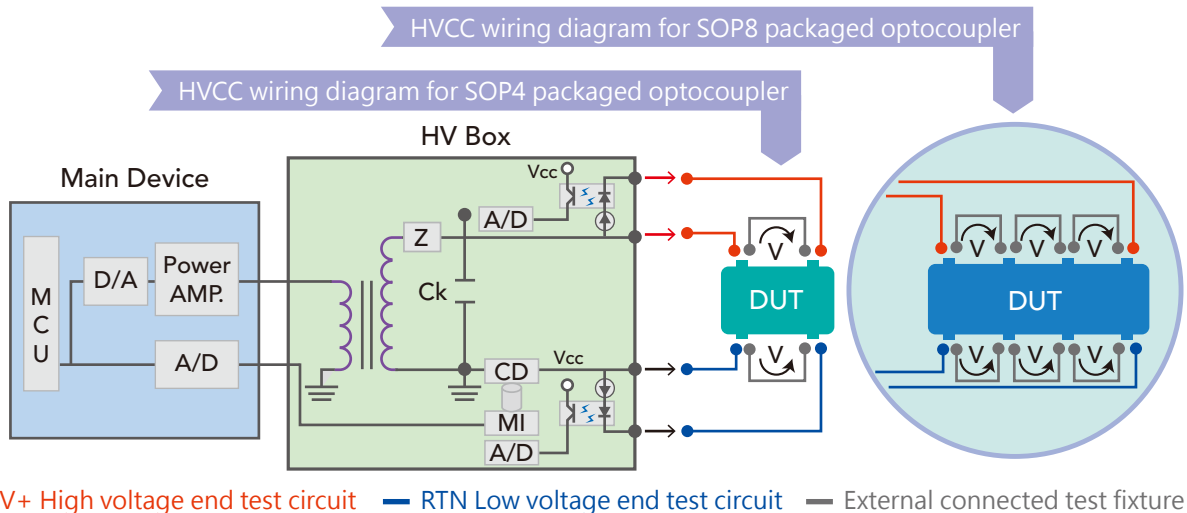 HVCC wiring diagram for SOP8 packaged optocoupler
HVCC wiring diagram for SOP4 packaged optocoupler
HV Box
Main Device
Vcc
A/D
Z
D/A
Power
AMP.
Ck
MCU
A/D
Vcc
CD
MI
A/D
V
DUT
V
V V V
DUT
V V V
V+ High voltage end test circuit RTN Low voltage end test circuit External connected test fixture